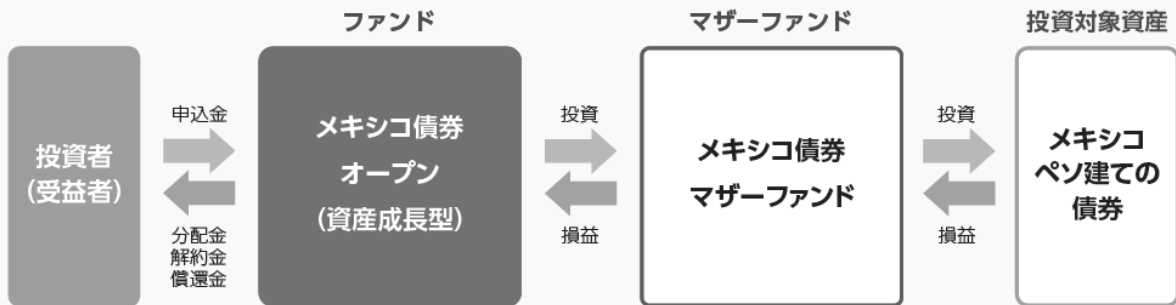 ファンド
マザーファンド
投資対象資産
投資者
(受益者)
申込金
分配金
解約金
償還金
メキシコ債券
オープン
(資産成長型)
投資
損益
メキシコ債券
マザーファンド
投資
損益
メキシコ
ペソ建ての
債券